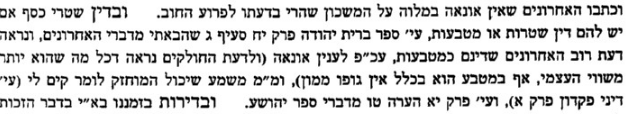 וכתבו האחרונים שאין אונאה במלוה על המשכון שהרי בדעתו לפרוע החוב. ובדין שטרי כסף אם
יש להם דין שטרות או מטבעות, עי׳ ספר ברית יהודה פרק יח סעיף ג שהבאתי מדברי האחרונים, ונראה
דעת רוב האחרונים שדינם כמטבעות, עכ״פ לענין אונאה (ולדעת החולקים נראה דכל מה שהוא יותר
משווי העצמי, אף במטבע הוא בכלל אין גופו ממון), ומ״מ משמע שיכול המוחזק לומר קים לי (עי׳
דיני פקדון פרק א), ועי׳ פרק יא הערה טו מדברי ספר יהושע. ובדירות בזמננו בא״י בדבר הזכות